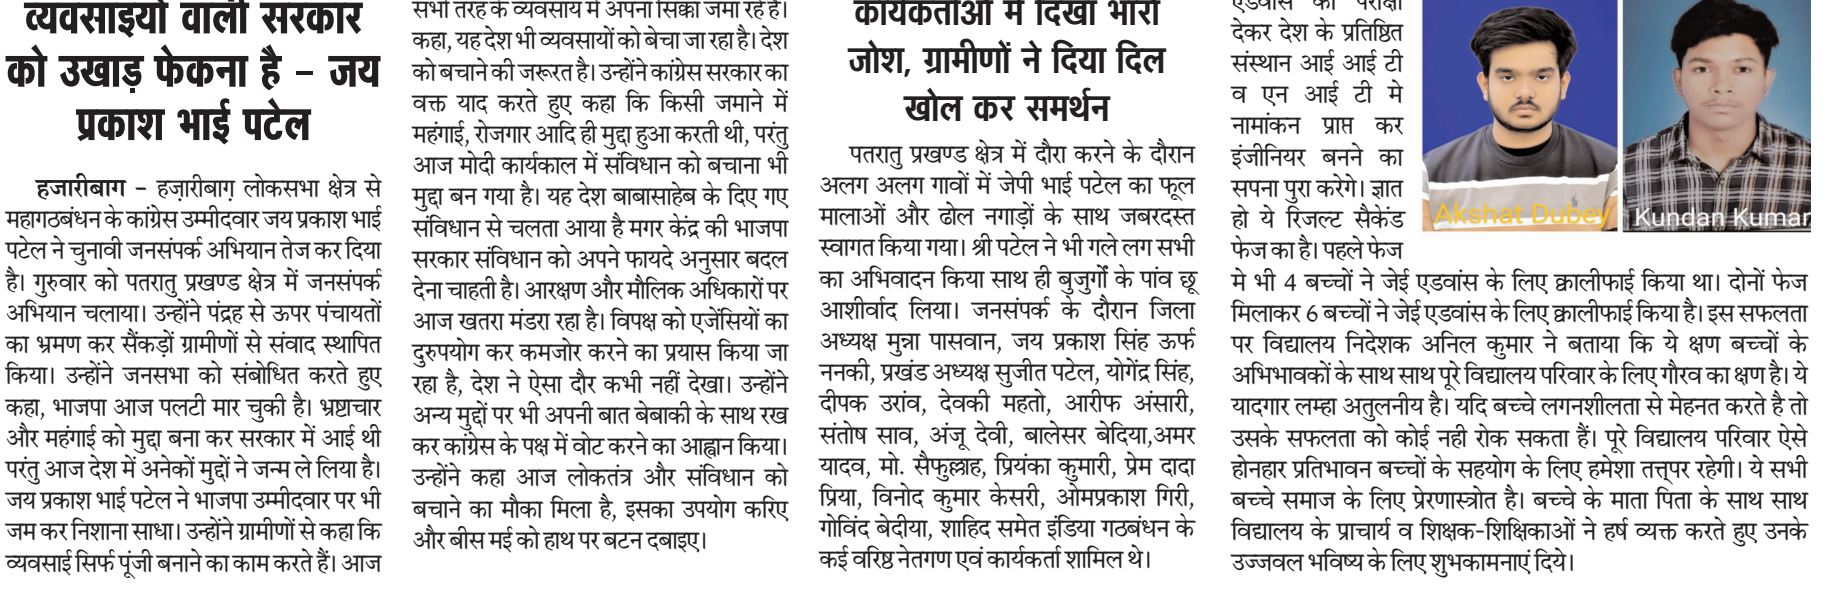 व्यवसाइयों वाली सरकार
को उखाड़ फेकना है – जय
प्रकाश भाई पटेल
हजारीबाग – हज़ारीबाग़ लोकसभा क्षेत्र से
महागठबंधन के कांग्रेस उम्मीदवार जय प्रकाश भाई
पटेल ने चुनावी जनसंपर्क अभियान तेज कर दिया
है। गुरुवार को पतरातु प्रखण्ड क्षेत्र में जनसंपर्क
अभियान चलाया। उन्होंने पंद्रह से ऊपर पंचायतों
का भ्रमण कर सैंकड़ों ग्रामीणों से संवाद स्थापित
किया। उन्होंने जनसभा को संबोधित करते हुए
कहा, भाजपा आज पलटी मार चुकी है। भ्रष्टाचार
और महंगाई को मुद्दा बना कर सरकार में आई थी
परंतु आज देश में अनेकों मुद्दों ने जन्म ले लिया है।
जय प्रकाश भाई पटेल ने भाजपा उम्मीदवार पर भी
जम कर निशाना साधा। उन्होंने ग्रामीणों से कहा कि
व्यवसाई सिर्फ पूंजी बनाने का काम करते हैं। आज
सभी तरह के व्यवसाय में अपना सिक्का जमा रहे है।
कहा, यह देश भी व्यवसायों को बेचा जा रहा है। देश
को बचाने की जरूरत है। उन्होंने कांग्रेस सरकार का
वक्त याद करते हुए कहा कि किसी जमाने में
महंगाई, रोजगार आदि ही मुद्दा हुआ करती थी, परंतु
आज मोदी कार्यकाल में संविधान को बचाना भी
मुद्दा बन गया है। यह देश बाबासाहेब के दिए गए
संविधान से चलता आया है मगर केंद्र की भाजपा
सरकार संविधान को अपने फायदे अनुसार बदल
देना चाहती है। आरक्षण और मौलिक अधिकारों पर
आज खतरा मंडरा रहा है। विपक्ष को एजेंसियों का
दुरुपयोग कर कमजोर करने का प्रयास किया जा
रहा है, देश ने ऐसा दौर कभी नहीं देखा। उन्होंने
अन्य मुद्दों पर भी अपनी बात बेबाकी के साथ रख
कर कांग्रेस के पक्ष में वोट करने का आह्वान किया।
उन्होंने कहा आज लोकतंत्र और संविधान को
बचाने का मौका मिला है, इसका उपयोग करिए
और बीस मई को हाथ पर बटन दबाइए।
कार्यकर्ताओं में दिखा भारी
जोश, ग्रामीणों ने दिया दिल
खोल कर समर्थन
पतरातु प्रखण्ड क्षेत्र में दौरा करने के दौरान
अलग अलग गावों में जेपी भाई पटेल का फूल
मालाओं और ढोल नगाड़ों के साथ जबरदस्त
स्वागत किया गया। श्री पटेल ने भी गले लग सभी
का अभिवादन किया साथ ही बुजुर्गों के पांव छू
आशीर्वाद लिया। जनसंपर्क के दौरान जिला
अध्यक्ष मुन्ना पासवान, जय प्रकाश सिंह ऊर्फ
ननकी, प्रखंड अध्यक्ष सुजीत पटेल, योगेंद्र सिंह,
दीपक उरांव, देवकी महतो, आरीफ अंसारी,
संतोष साव, अंजू देवी, बालेसर बेदिया,अमर
यादव, मो. सैफुल्लाह, प्रियंका कुमारी, प्रेम दादा
प्रिया, विनोद कुमार केसरी, ओमप्रकाश गिरी,
गोविंद बेदीया, शाहिद समेत इंडिया गठबंधन के
कई वरिष्ठ नेतगण एवं कार्यकर्ता शामिल थे।
एडवांस की परीक्षा
देकर देश के प्रतिष्ठित
संस्थान आई आई टी
व एन आई टी मे
नामांकन प्राप्त कर
इंजीनियर बनने का
सपना पुरा करेगे। ज्ञात
हो ये रिजल्ट सैकेंड
फेज का है। पहले फेज
मे भी 4 बच्चों ने जेई एडवांस के लिए क्वालीफाई किया था। दोनों फेज
मिलाकर 6 बच्चों ने जेई एडवांस के लिए क्वालीफाई किया है। इस सफलता
पर विद्यालय निदेशक अनिल कुमार ने बताया कि ये क्षण बच्चों के
अभिभावकों के साथ साथ पूरे विद्यालय परिवार के लिए गौरव का क्षण है। ये
यादगार लम्हा अतुलनीय है। यदि बच्चे लगनशीलता से मेहनत करते है तो
उसके सफलता को कोई नही रोक सकता हैं। पूरे विद्यालय परिवार ऐसे
होनहार प्रतिभावन बच्चों के सहयोग के लिए हमेशा तत्त्पर रहेगी। ये सभी
बच्चे समाज के लिए प्रेरणास्त्रोत है। बच्चे के माता पिता के साथ साथ
विद्यालय के प्राचार्य व शिक्षक-शिक्षिकाओं ने हर्ष व्यक्त करते हुए उनके
उज्जवल भविष्य के लिए शुभकामनाएं दिये।
Akshat Dubey
Kundan Kumar